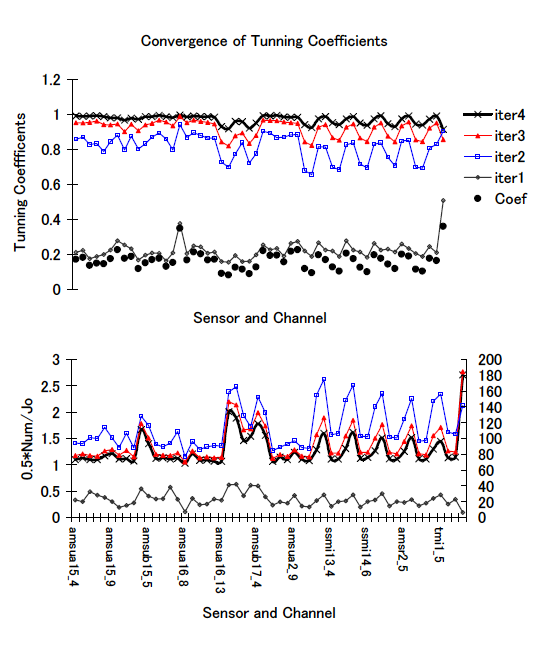 Convergence of Tunning Coefficients
1.2
1
0.8
0.6
0.4
0.2
0
Tunning Coefffcients
Sensor and Channel
iter4
iter3
iter2
iter1
Coef
3
2.5
2
1.5
1
0.5
0
0.5*Num/Jo
200
180
160
140
120
100
80
60
40
20
0
amsua15_4
amsua15_9
amsub15_5
amsua16_8
amsua16_13
amsub17_4
amsua2_9
ssmi13_4
ssmi14_6
amsr2_5
tmi1_5
Sensor and Channel